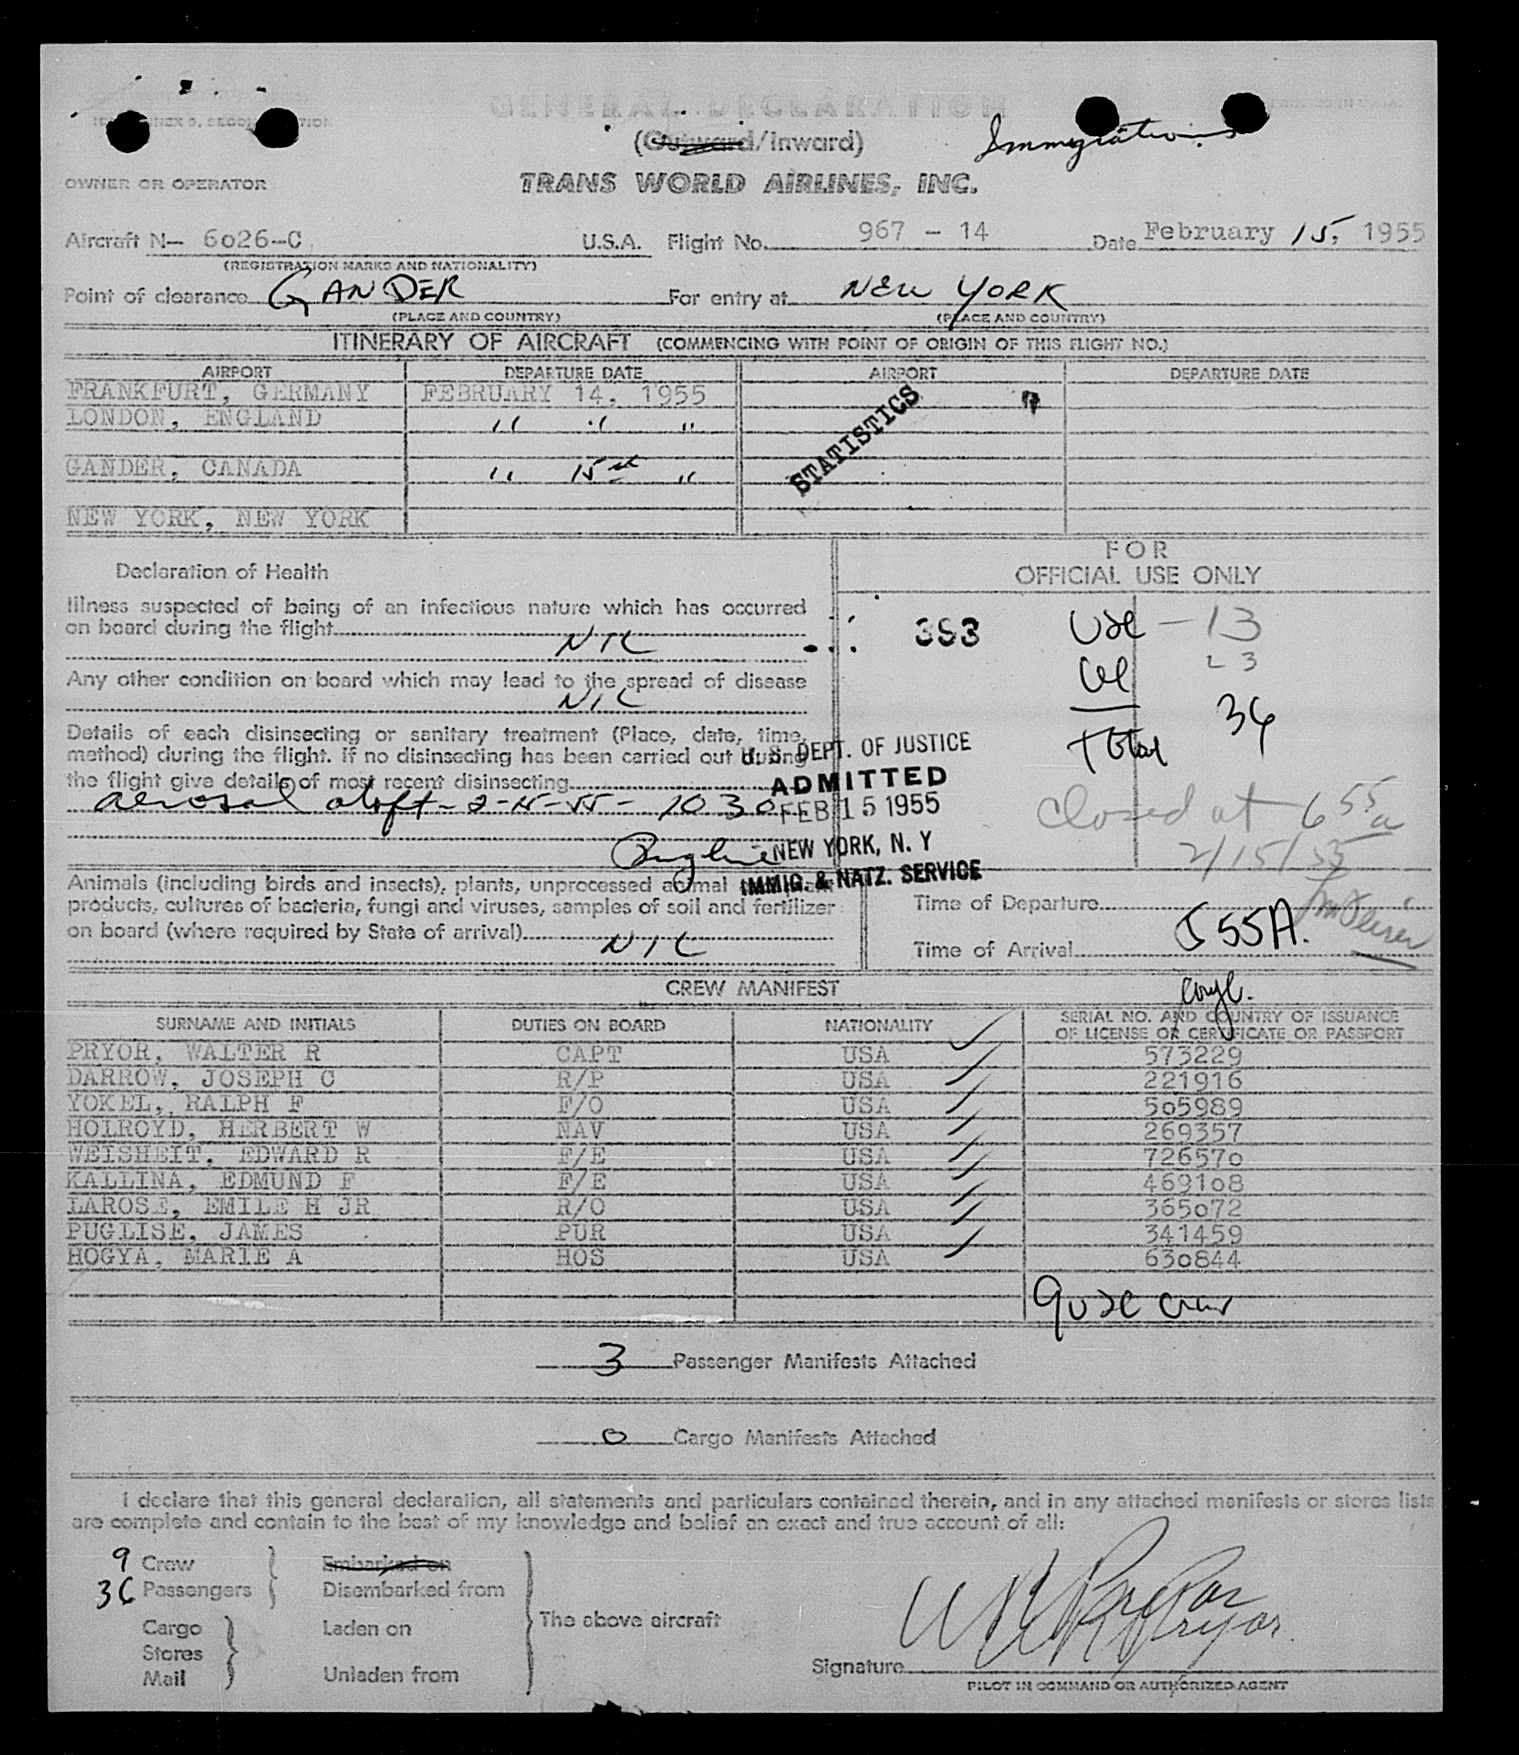 GENERAL DECLARATION
(Outward/Inward)
Immigration
OWNER OR OPERATOR
TRANS WORLD AIRLINES, INC.
Aircraft N— 6026-C U.S.A. Flight No. 967 - 14 Date February 15, 1955
(REGISTRATION MARKS AND NATIONALITY)
Point of clearance GANDER For entry at NEW YORK
(PLACE AND COUNTRY) (PLACE AND COUNTRY)
ITINERARY OF AIRCRAFT (COMMENCING WITH POINT OF ORIGIN OF THIS FLIGHT NO.)
AIRPORT DEPARTURE DATE AIRPORT DEPARTURE DATE
FRANKFURT, GERMANY FEBRUARY 14, 1955
LONDON, ENGLAND " " "
STATISTICS
GANDER, CANADA " 15st "
NEW YORK, NEW YORK
FOR
OFFICIAL USE ONLY
Declaration of Health
Illness suspected of being of an infectious nature which has occurred
on board during the flight NIL
393
USC - 13
23
Total 36
Any other condition on board which may lead to the spread of disease
NIL
Details of each disinsecting or sanitary treatment (Place, date, time,
method) during the flight. If no disinsecting has been carried out during
the flight give details of most recent disinsecting
aerosal aloft - 2-15-55 - 1030
Puglise
U. S. DEPT. OF JUSTICE
ADMITTED
FEB 15 1955
NEW YORK, N. Y
IMMIG. & NATZ. SERVICE
closed at 6 55 a
2/15/55
Animals (including birds and insects), plants, unprocessed animal
products, cultures of bacteria, fungi and viruses, samples of soil and fertilizer
on board (where required by State of arrival) NIL
Time of Departure
Time of Arrival 555A.
CREW MANIFEST
SURNAME AND INITIALS DUTIES ON BOARD NATIONALITY SERIAL NO. AND COUNTRY OF ISSUANCE
OF LICENSE OR CERTIFICATE OR PASSPORT
PRYOR, WALTER R CAPT USA 573229
DARROW, JOSEPH C R/P USA 221916
YOKEL, RALPH F F/O USA 505989
HOLROYD, HERBERT W NAV USA 269357
WEISHEIT, EDWARD R F/E USA 726570
KALLINA, EDMUND F F/E USA 469108
LAROSE, EMILE H JR R/O USA 365072
PUGLISE, JAMES PUR USA 341459
HOGYA, MARIE A HOS USA 630844
9 USC crew
3 Passenger Manifests Attached
0 Cargo Manifests Attached
I declare that this general declaration, all statements and particulars contained therein, and in any attached manifests or stores lists
are complete and contain to the best of my knowledge and belief an exact and true account of all:
9 Crew Embarked on
36 Passengers Disembarked from
The above aircraft
Cargo Laden on
Stores
Mail Unladen from
W R Pryor
Signature
PILOT IN COMMAND OR AUTHORIZED AGENT